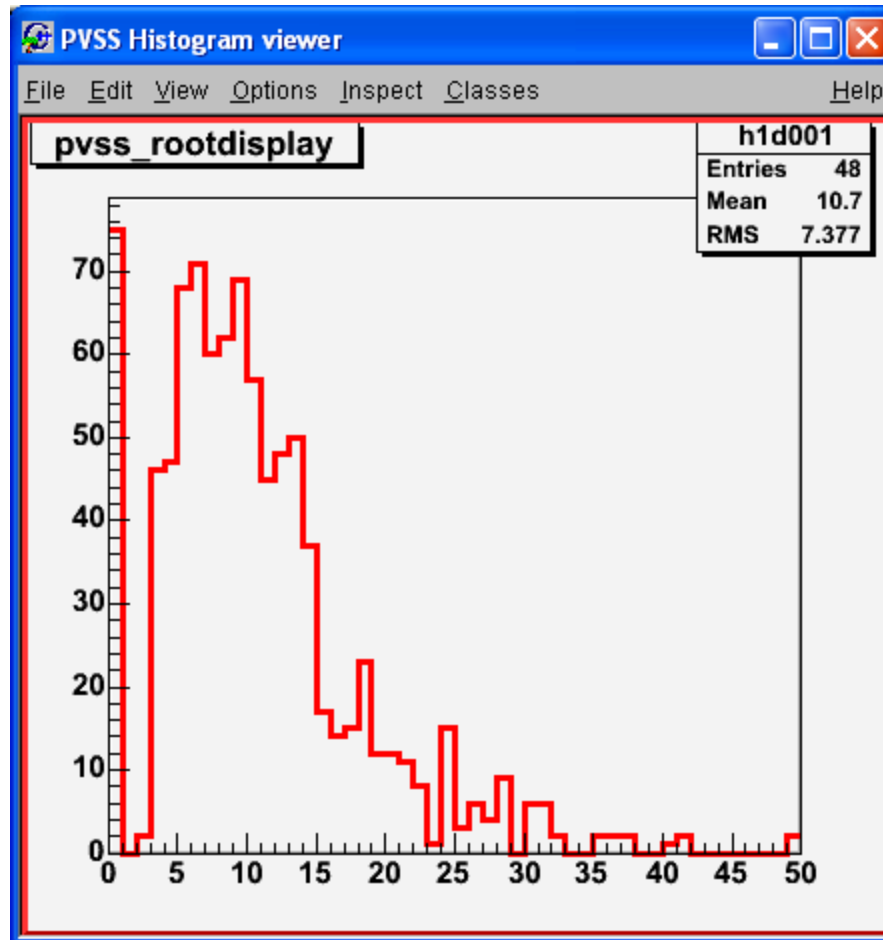 PVSS Histogram viewer
File Edit View Options Inspect Classes Help
pvss_rootdisplay
h1d001
Entries 48
Mean 10.7
RMS 7.377
70
60
50
40
30
20
10
0
0 5 10 15 20 25 30 35 40 45 50